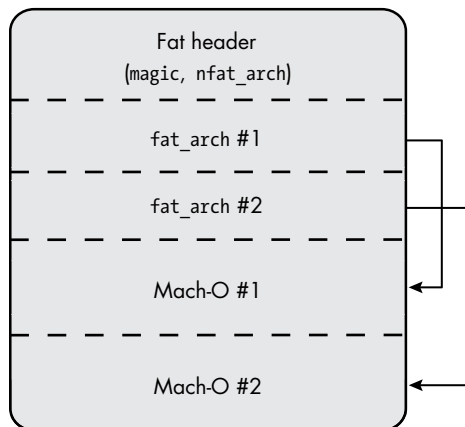 Fat header
(magic, nfat_arch)
fat_arch #1
fat_arch #2
Mach-O #1
Mach-O #2